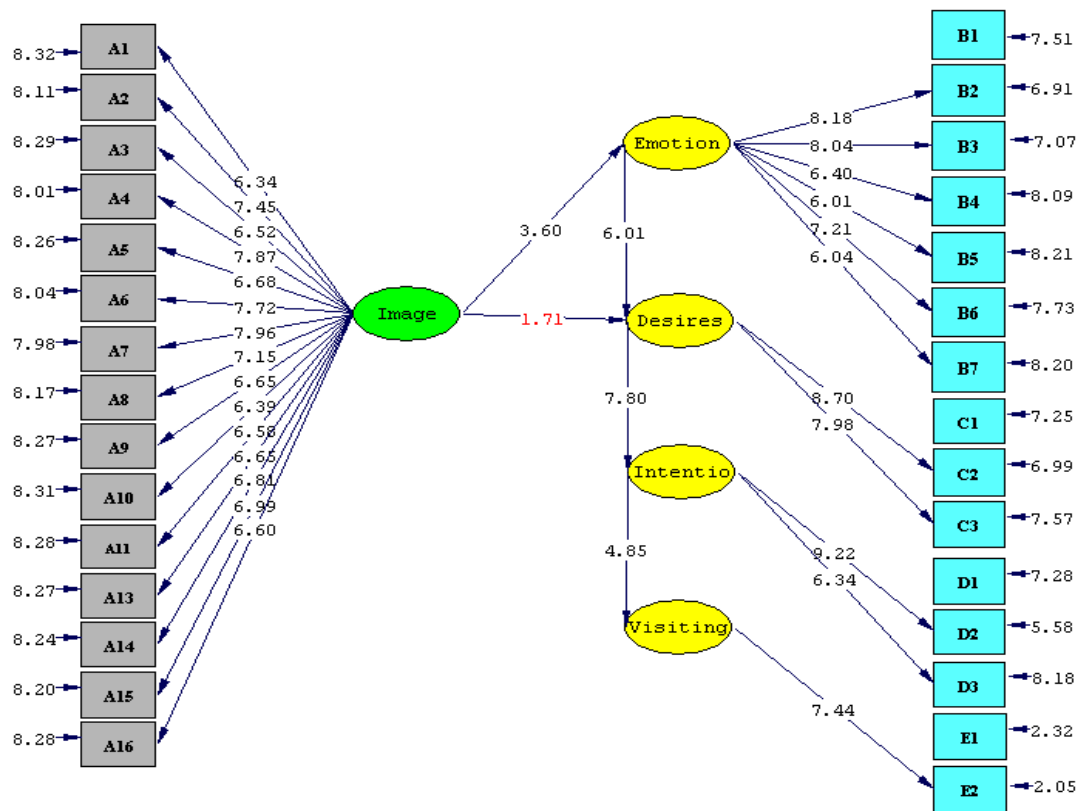 8.32 A1
8.11 A2
8.29 A3
8.01 A4
8.26 A5
8.04 A6
7.98 A7
8.17 A8
8.27 A9
8.31 A10
8.28 A11
8.27 A13
8.24 A14
8.20 A15
8.28 A16
6.34
7.45
6.52
7.87
6.68
7.72
7.96
7.15
6.65
6.39
6.58
6.65
6.81
6.99
6.60
Image
3.60
1.71
Emotion
6.01
Desires
7.80
Intentio
4.85
Visiting
8.18
8.04
6.40
6.01
7.21
6.04
8.70
7.98
9.22
6.34
7.44
B1 7.51
B2 6.91
B3 7.07
B4 8.09
B5 8.21
B6 7.73
B7 8.20
C1 7.25
C2 6.99
C3 7.57
D1 7.28
D2 5.58
D3 8.18
E1 2.32
E2 2.05